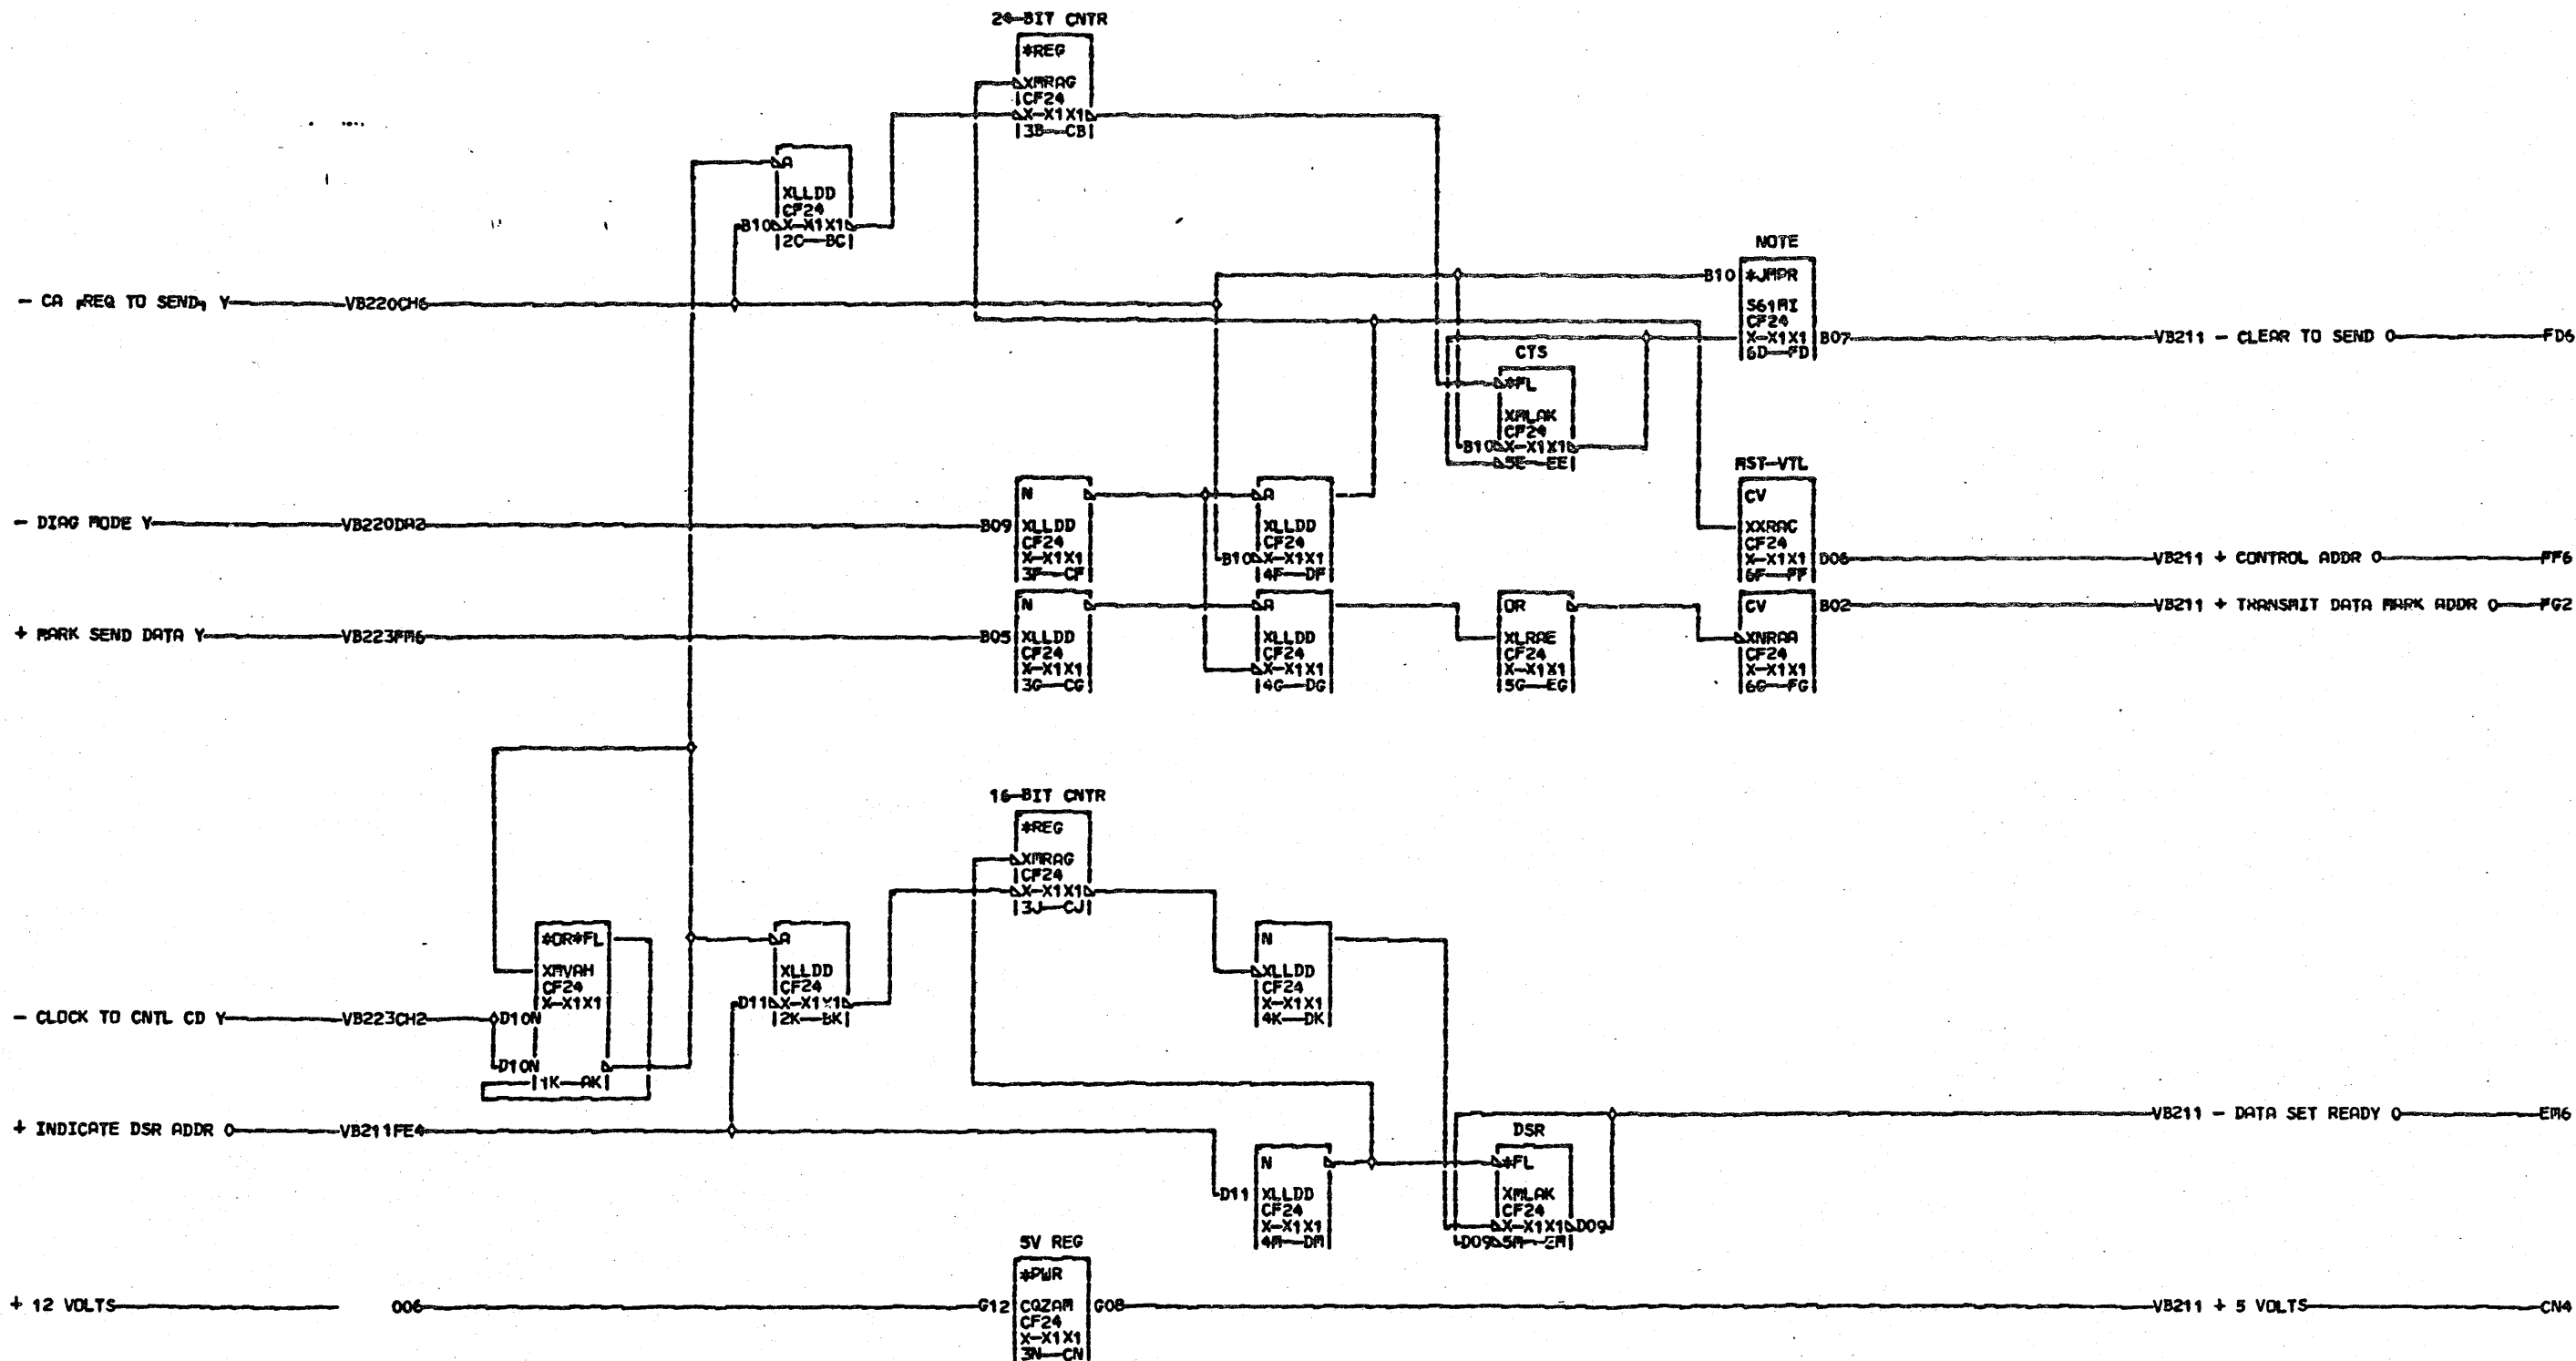 24-BIT CNTR
*REG
XMRAG
CF24
X-X1X1
3B—CB
A
XLLDD
CF24
B10 X-X1X1
2C—BC
NOTE
B10 *JMPR
S61MI
CF24
X-X1X1 B07
6D—FD
- CA REQ TO SEND Y VB220CH6
VB211 - CLEAR TO SEND O FD6
CTS
*FL
XMLAK
CF24
B10 X-X1X1
5E—EE
- DIAG MODE Y VB220DA2
N
B09 XLLDD
CF24
X-X1X1
3F—CF
A
XLLDD
CF24
B10 X-X1X1
4F—DF
MST-VTL
CV
XXRAC
CF24
X-X1X1 D06
6F—FF
VB211 + CONTROL ADDR O FF6
+ MARK SEND DATA Y VB223FM6
N
B05 XLLDD
CF24
X-X1X1
3G—CG
A
XLLDD
CF24
X-X1X1
4G—DG
OR
XLRAE
CF24
X-X1X1
5G—EG
CV B02
XNRAA
CF24
X-X1X1
6G—FG
VB211 + TRANSMIT DATA MARK ADDR O FG2
16-BIT CNTR
*REG
XMRAG
CF24
X-X1X1
3J—CJ
*OR*FL
XMVAH
CF24
X-X1X1
D10N
D10N
1K—AK
- CLOCK TO CNTL CD Y VB223CH2
A
XLLDD
CF24
D11 X-X1X1
2K—BK
N
XLLDD
CF24
X-X1X1
4K—DK
+ INDICATE DSR ADDR O VB211FE4
VB211 - DATA SET READY O EM6
N
D11 XLLDD
CF24
X-X1X1
4M—DM
DSR
*FL
XMLAK
CF24
X-X1X1 D09
D09 5M—EM
5V REG
*PWR
+ 12 VOLTS 006 G12 CQZAM G08 VB211 + 5 VOLTS CN4
CF24
X-X1X1
3N—CN